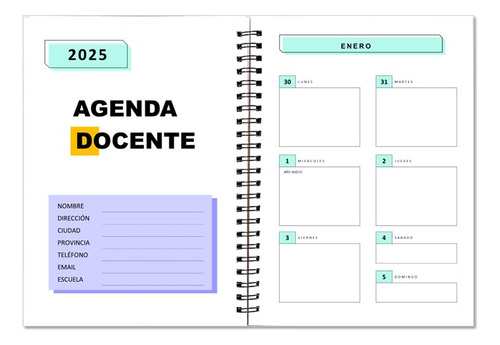 2025
AGENDA
DOCENTE
NOMBRE
DIRECCIÓN
CIUDAD
PROVINCIA
TELÉFONO
EMAIL
ESCUELA
ENERO
30 LUNES
31 MARTES
1 MIERCOLES
AÑO NUEVO
2 JUEVES
3 VIERNES
4 SABADO
5 DOMINGO